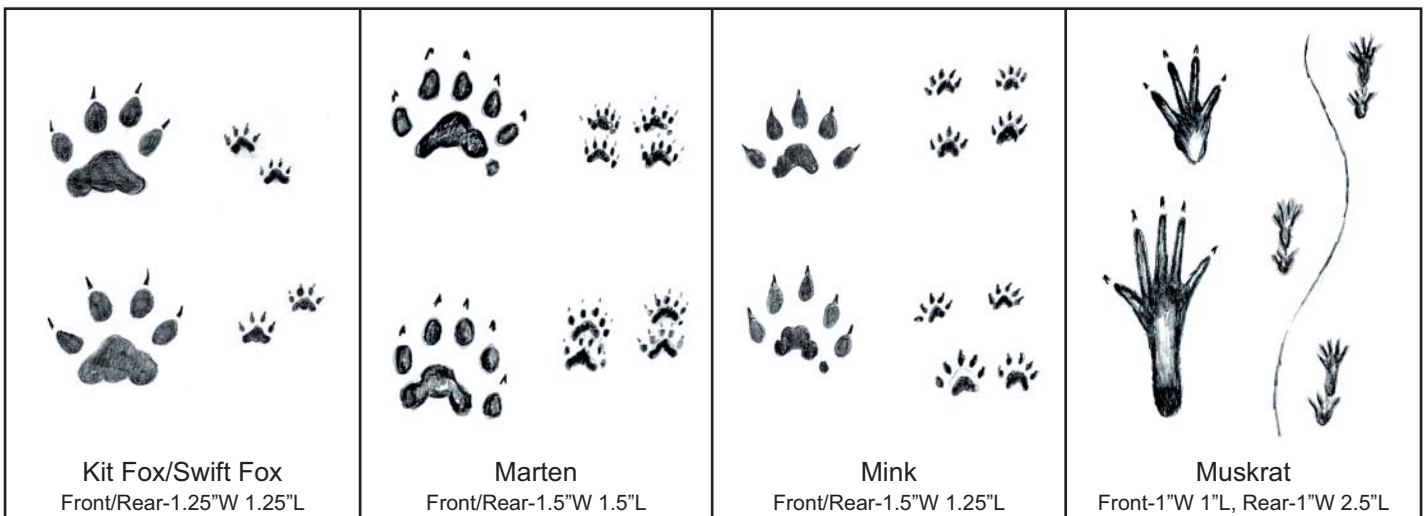 Kit Fox/Swift Fox
Front/Rear-1.25”W 1.25”L
Marten
Front/Rear-1.5”W 1.5”L
Mink
Front/Rear-1.5”W 1.25”L
Muskrat
Front-1”W 1”L, Rear-1”W 2.5”L